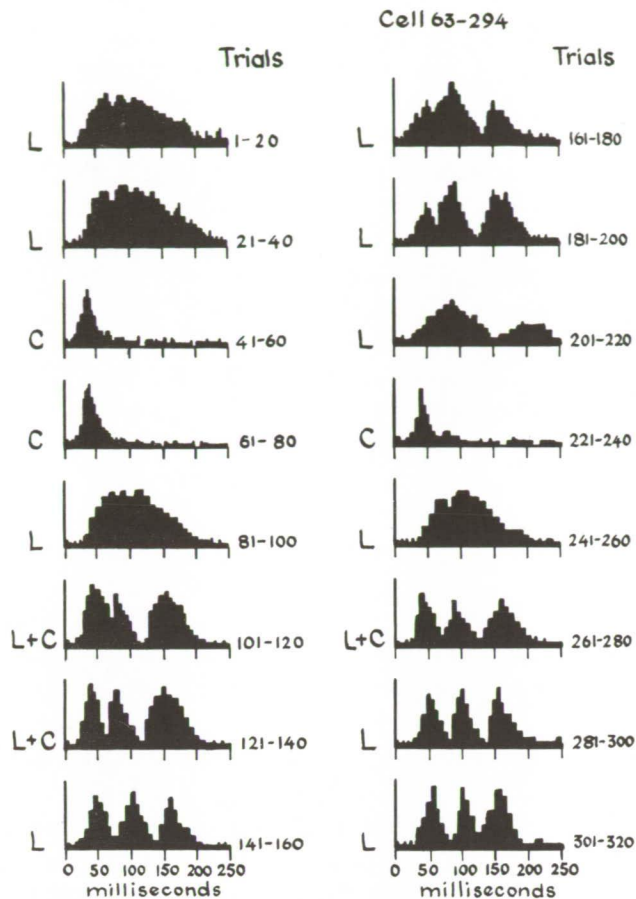 Cell 63-294
Trials
Trials
L
1-20
L
161-180
L
21-40
L
181-200
C
41-60
L
201-220
C
61-80
C
221-240
L
81-100
L
241-260
L+C
101-120
L+C
261-280
L+C
121-140
L
281-300
L
141-160
L
301-320
0 50 100 150 200 250
0 50 100 150 200 250
milliseconds
milliseconds